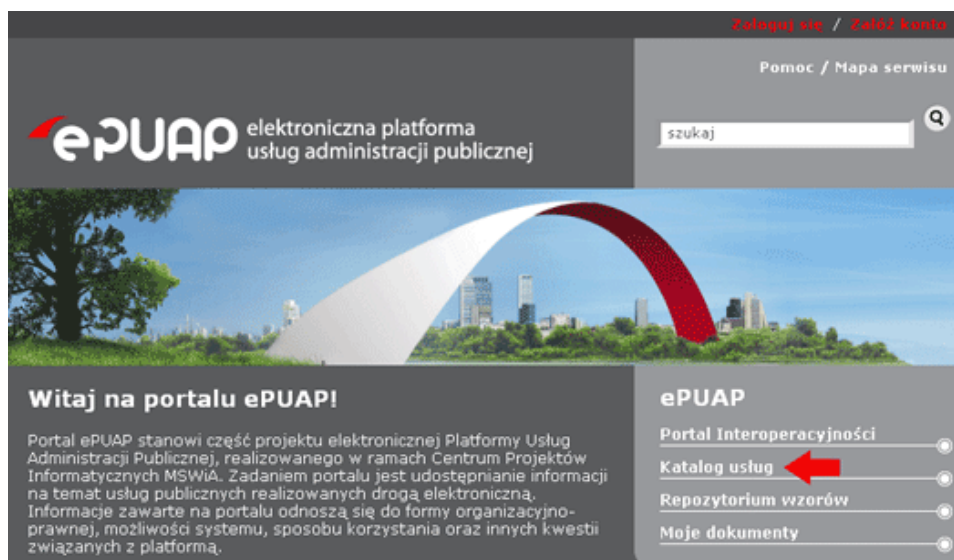 Zaloguj się / Załóż konto
Pomoc / Mapa serwisu
szukaj
ePUAP elektroniczna platforma
usług administracji publicznej
Witaj na portalu ePUAP!
Portal ePUAP stanowi część projektu elektronicznej Platformy Usług
Administracji Publicznej, realizowanego w ramach Centrum Projektów
Informatycznych MSWiA. Zadaniem portalu jest udostępnianie informacji
na temat usług publicznych realizowanych drogą elektroniczną.
Informacje zawarte na portalu odnoszą się do formy organizacyjno-
prawnej, możliwości systemu, sposobu korzystania oraz innych kwestii
związanych z platformą.
ePUAP
Portal Interoperacyjności
Katalog usług
Repozytorium wzorów
Moje dokumenty